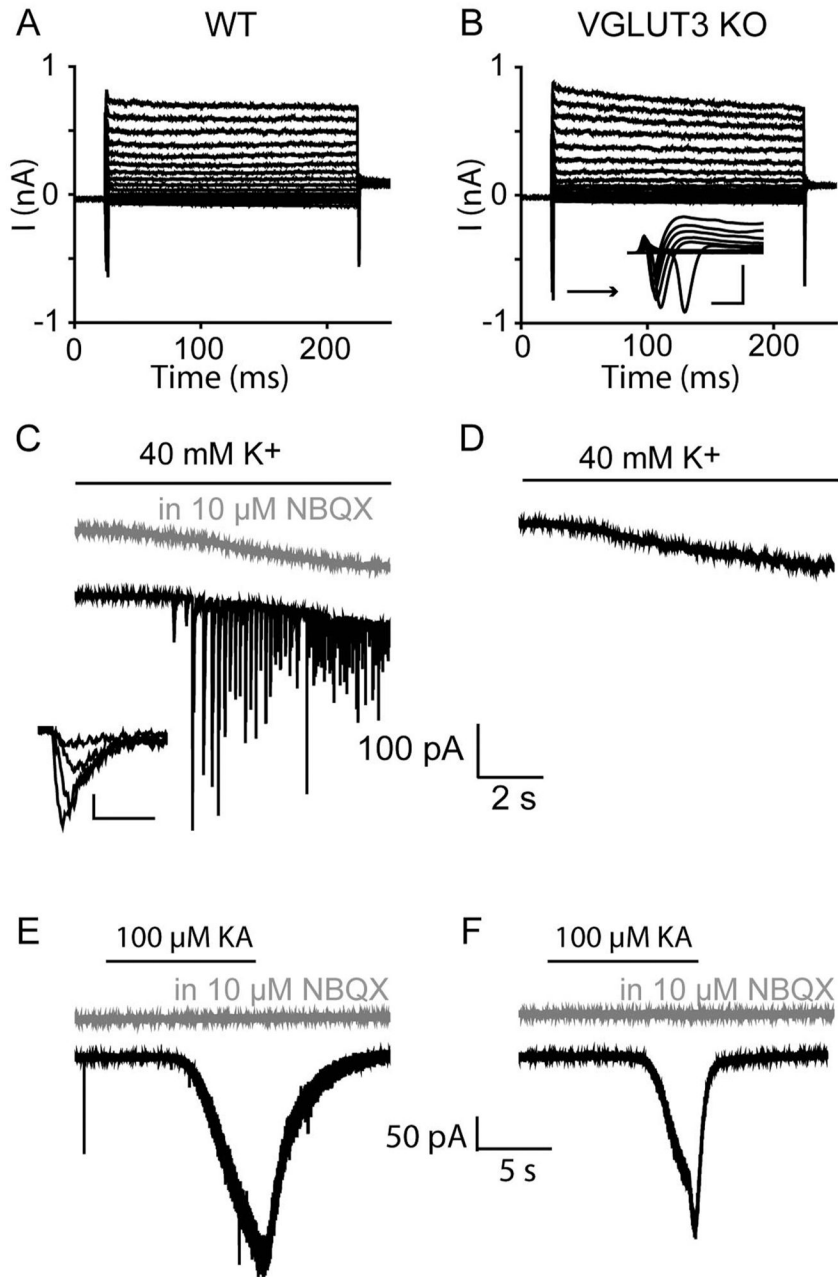 A
WT
B
VGLUT3 KO
1
0
-1
I (nA)
0
100
200
Time (ms)
1
0
-1
I (nA)
0
100
200
Time (ms)
C
40 mM K+
in 10 µM NBQX
D
40 mM K+
100 pA
2 s
E
100 µM KA
in 10 µM NBQX
F
100 µM KA
in 10 µM NBQX
50 pA
5 s